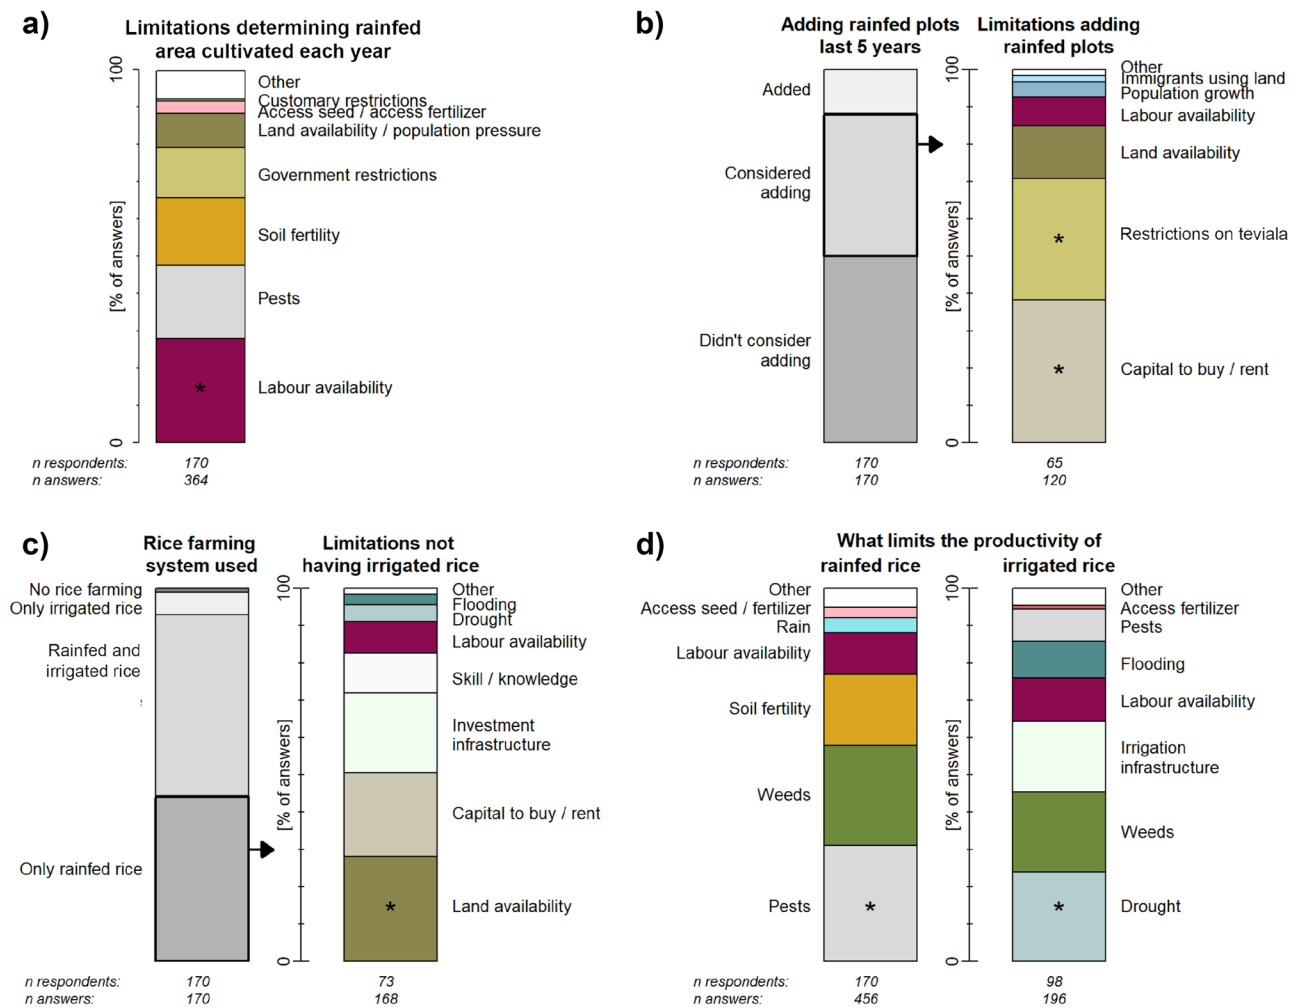 a)
Limitations determining rainfed
area cultivated each year
100
[% of answers]
0
Other
Customary restrictions
Access seed / access fertilizer
Land availability / population pressure
Government restrictions
Soil fertility
Pests
*
Labour availability
n respondents: 170
n answers: 364
b)
Adding rainfed plots
last 5 years
Added
Considered
adding
Didn't consider
adding
Limitations adding
rainfed plots
100
[% of answers]
0
Other
Immigrants using land
Population growth
Labour availability
Land availability
*
Restrictions on teviala
*
Capital to buy / rent
n respondents: 170 65
n answers: 170 120
c)
Rice farming
system used
No rice farming
Only irrigated rice
Rainfed and
irrigated rice
Only rainfed rice
Limitations not
having irrigated rice
100
[% of answers]
0
Other
Flooding
Drought
Labour availability
Skill / knowledge
Investment
infrastructure
Capital to buy / rent
*
Land availability
n respondents: 170 73
n answers: 170 168
d)
What limits the productivity of
rainfed rice
irrigated rice
Other
Access seed / fertilizer
Rain
Labour availability
Soil fertility
Weeds
Pests
*
100
[% of answers]
0
Other
Access fertilizer
Pests
Flooding
Labour availability
Irrigation
infrastructure
Weeds
*
Drought
n respondents: 170 98
n answers: 456 196